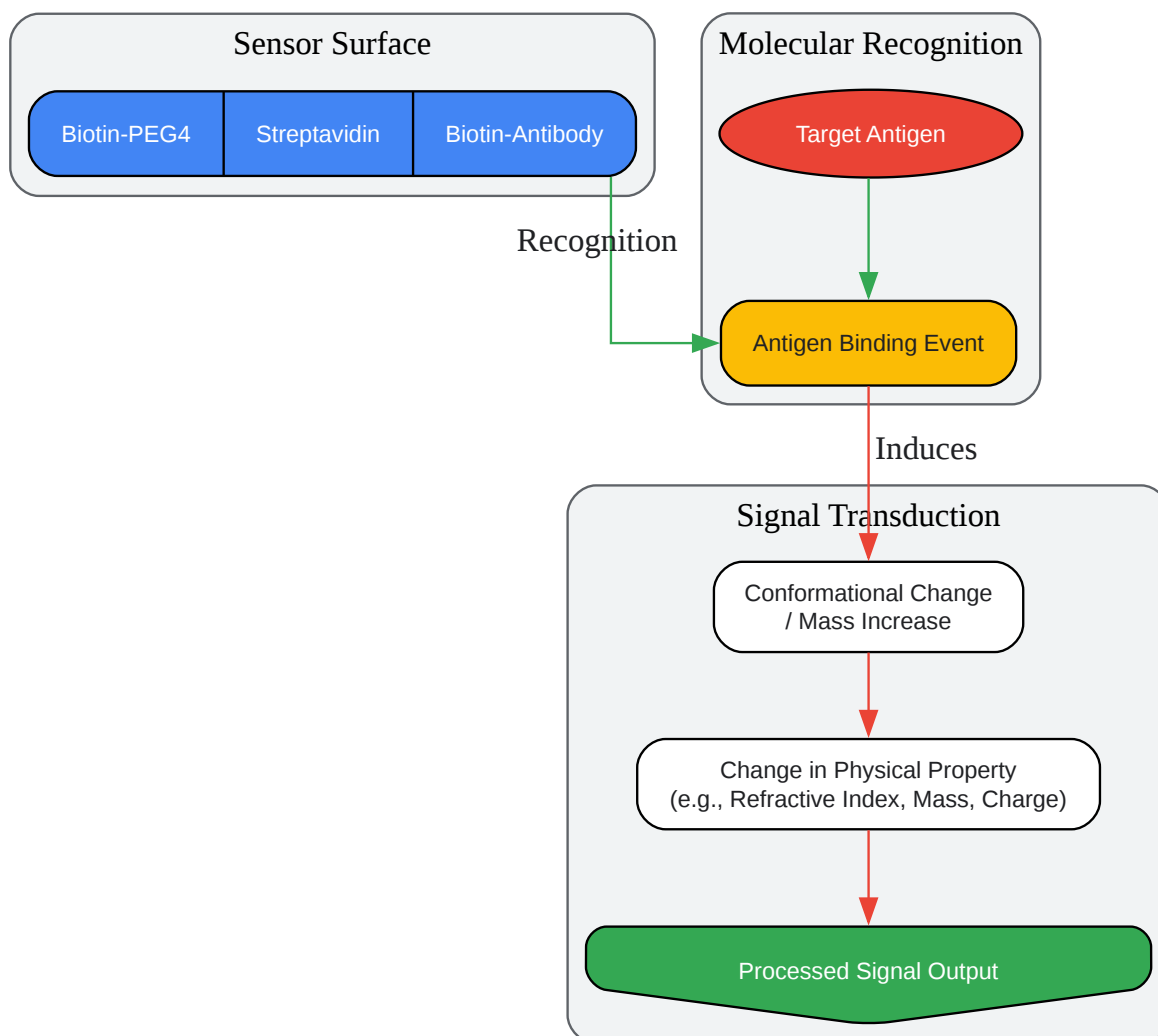 Sensor Surface
Biotin-PEG4
Streptavidin
Biotin-Antibody
Molecular Recognition
Target Antigen
Recognition
Antigen Binding Event
Induces
Signal Transduction
Conformational Change
/ Mass Increase
Change in Physical Property
(e.g., Refractive Index, Mass, Charge)
Processed Signal Output